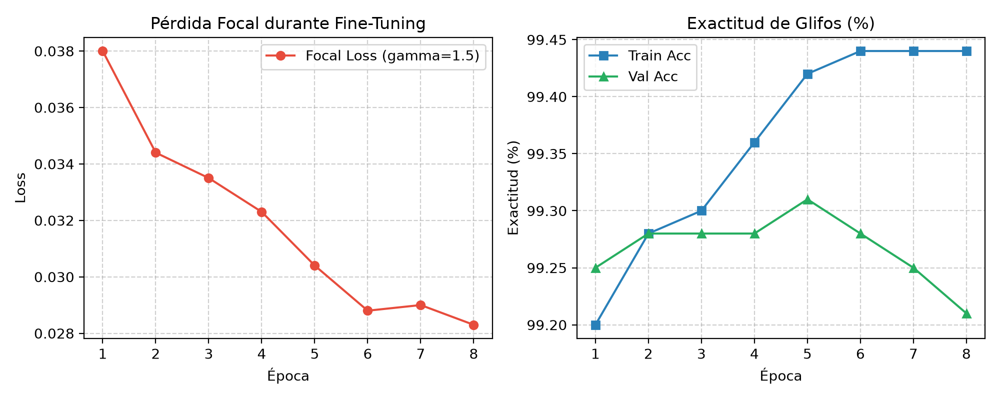 Pérdida Focal durante Fine-Tuning
Focal Loss (gamma=1.5)
Loss
0.038
0.036
0.034
0.032
0.030
0.028
1 2 3 4 5 6 7 8
Época
Exactitud de Glifos (%)
Train Acc
Val Acc
Exactitud (%)
99.45
99.40
99.35
99.30
99.25
99.20
1 2 3 4 5 6 7 8
Época